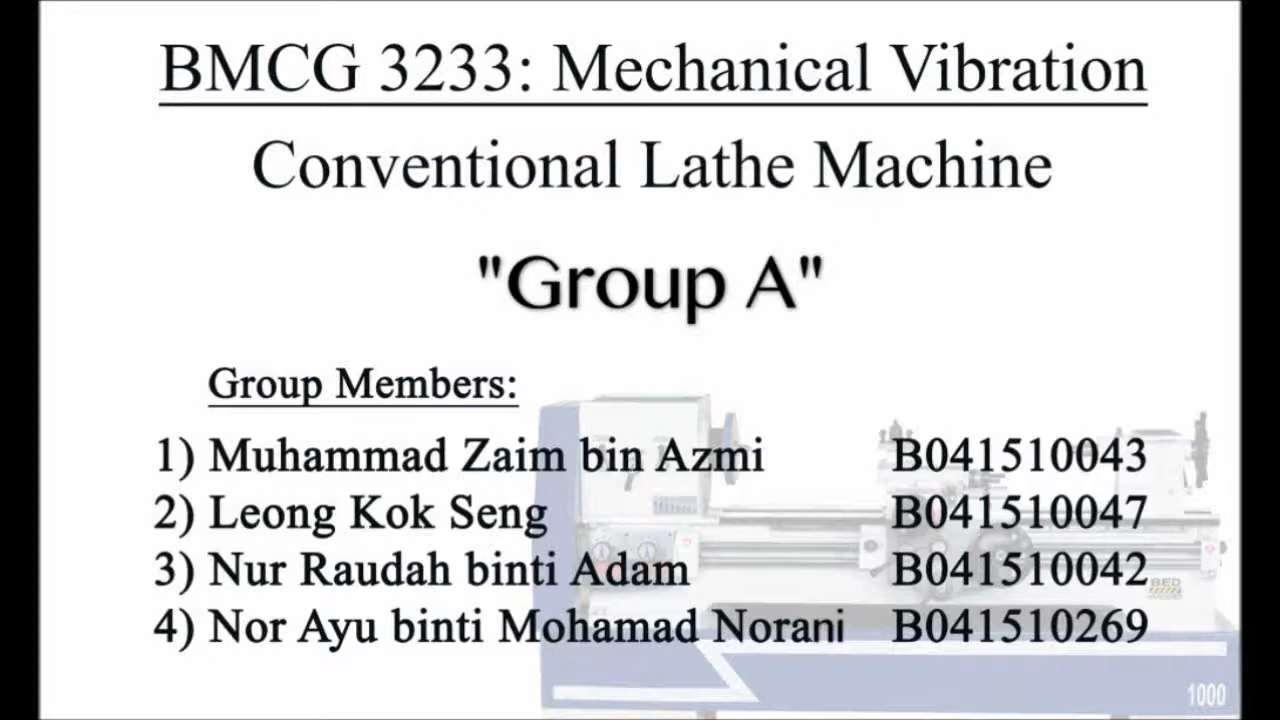 BMCG 3233: Mechanical Vibration
Conventional Lathe Machine
"Group A"
Group Members:
1) Muhammad Zaim bin Azmi B041510043
2) Leong Kok Seng B041510047
3) Nur Raudah binti Adam B041510042
4) Nor Ayu binti Mohamad Norani B041510269
BED
1000